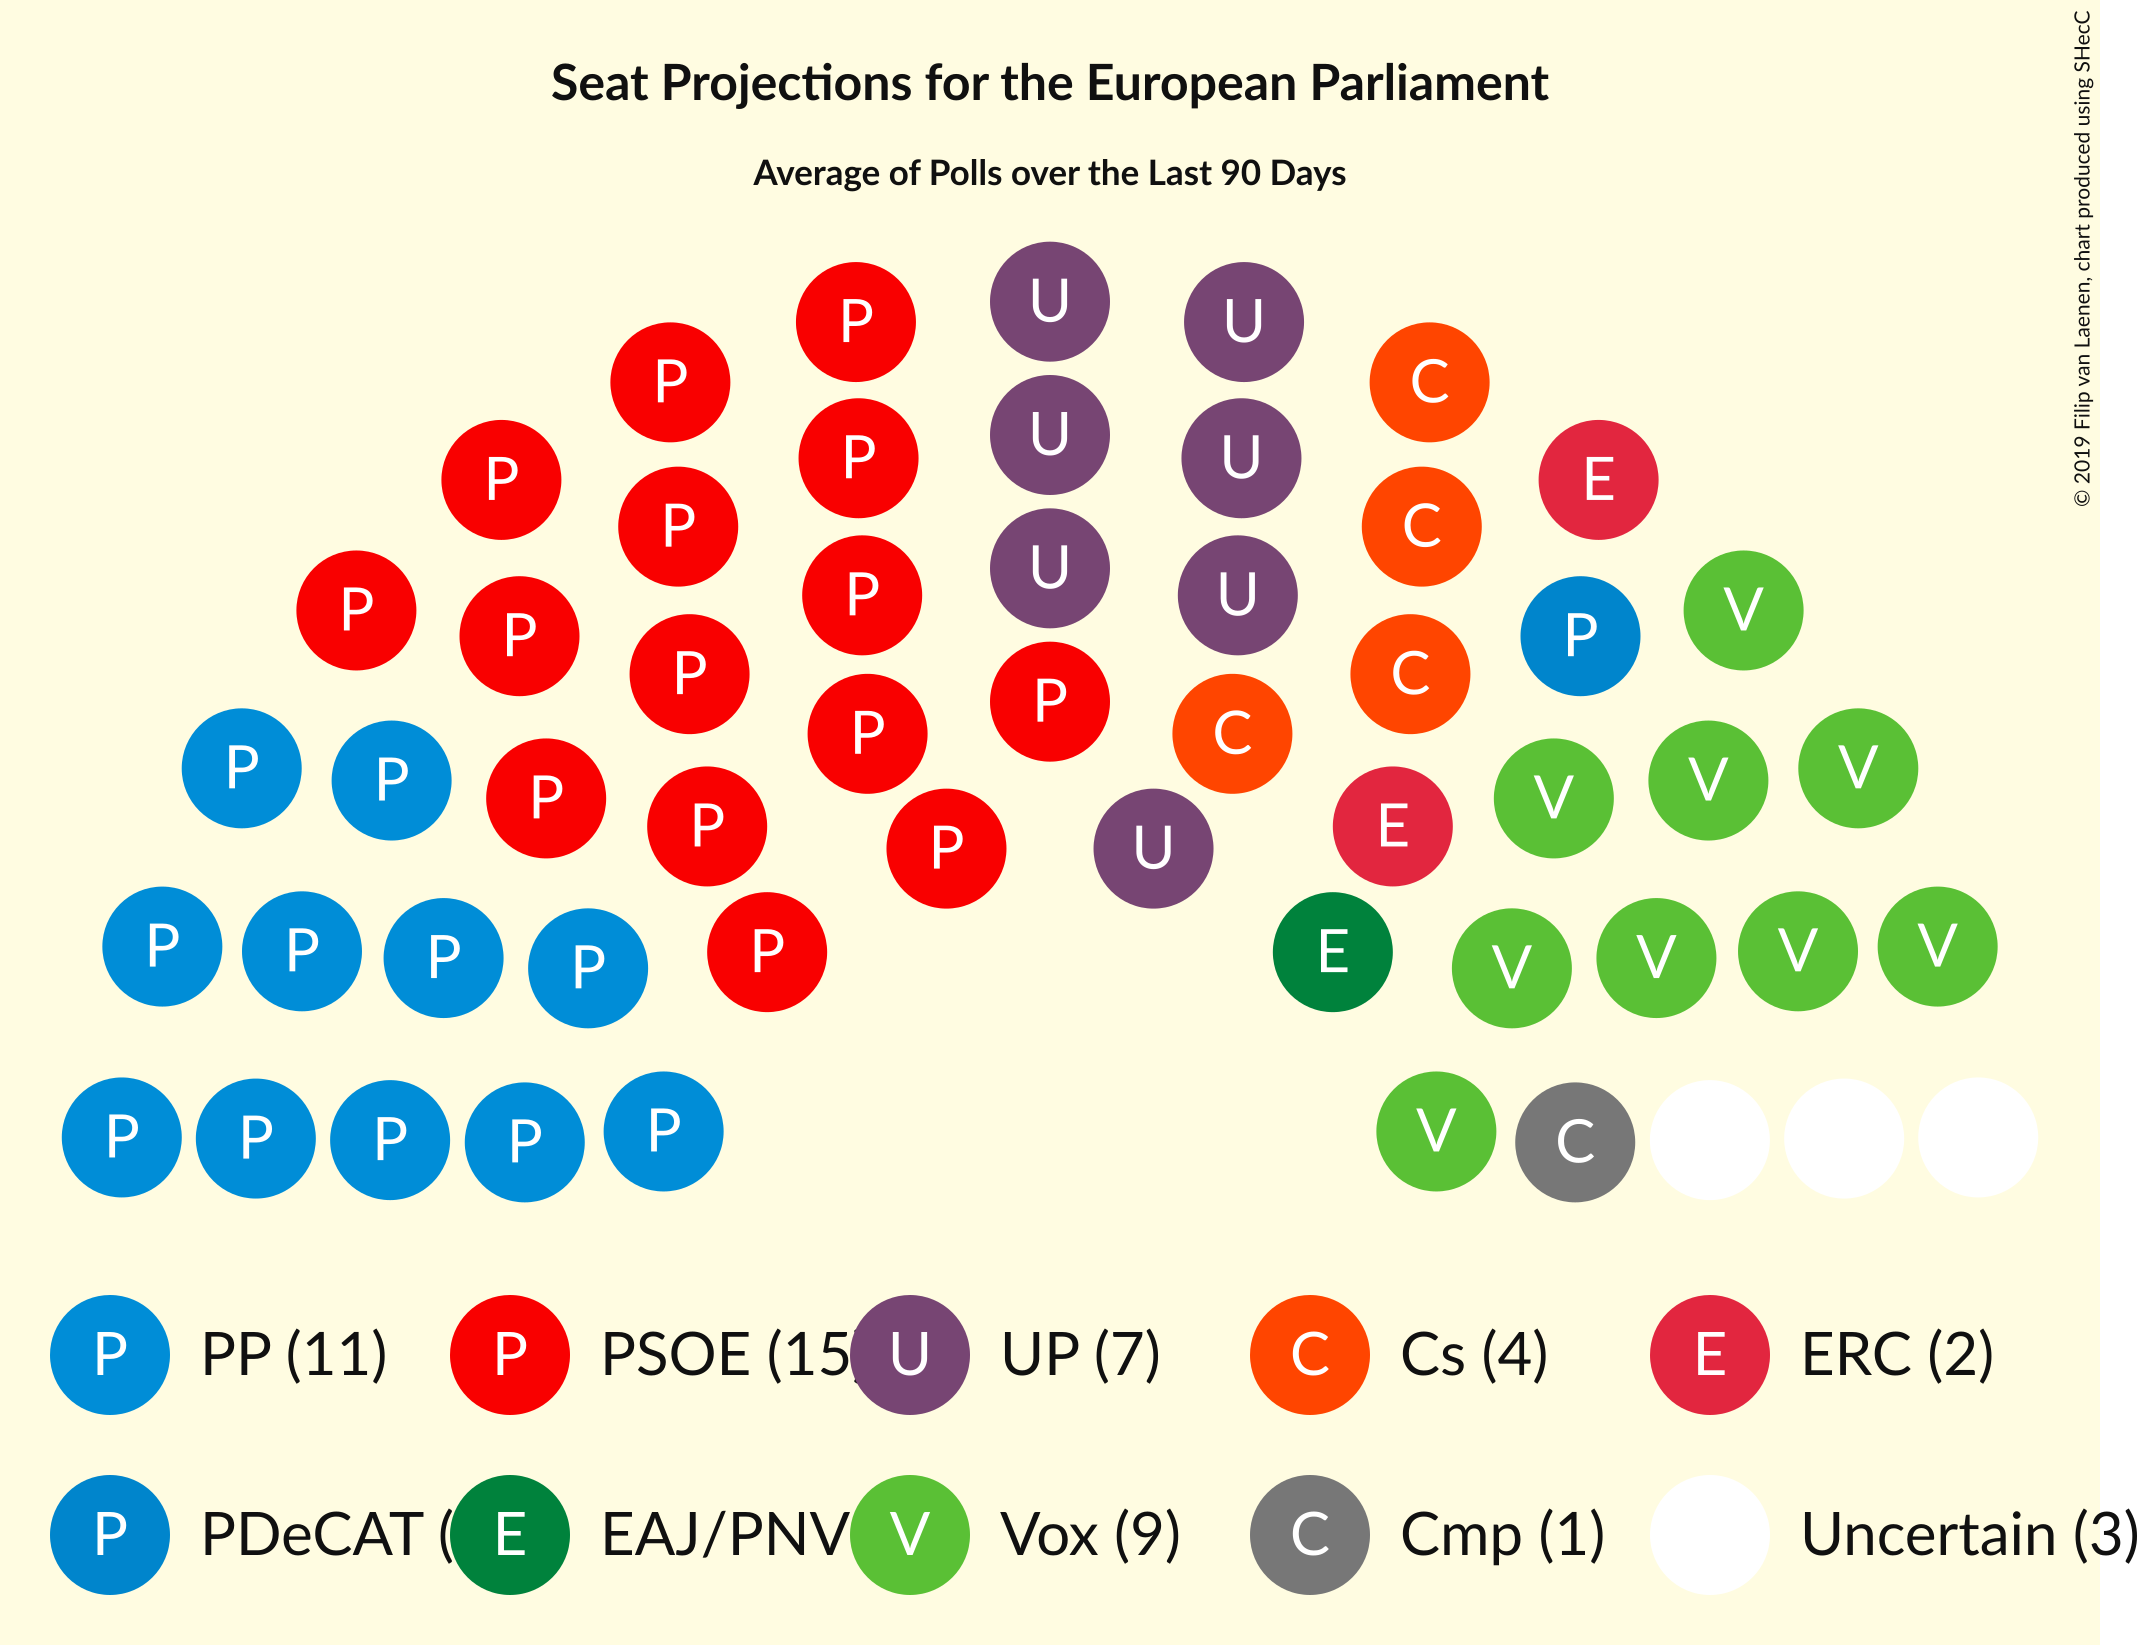 Seat Projections for the European Parliament
Average of Polls over the Last 90 Days
© 2019 Filip van Laenen, chart produced using SHecC
U
P U
P C
U
P P U
P E
U
P P C
U
P P U
P P V
P P C
P
P P C
P P V V V
P P E
P U
P P P P P E V V V V
P P P P P V C
P PP (11) P PSOE (15 U UP (7) C Cs (4) E ERC (2)
P PDeCAT ( E EAJ/PNV V Vox (9) C Cmp (1) Uncertain (3)